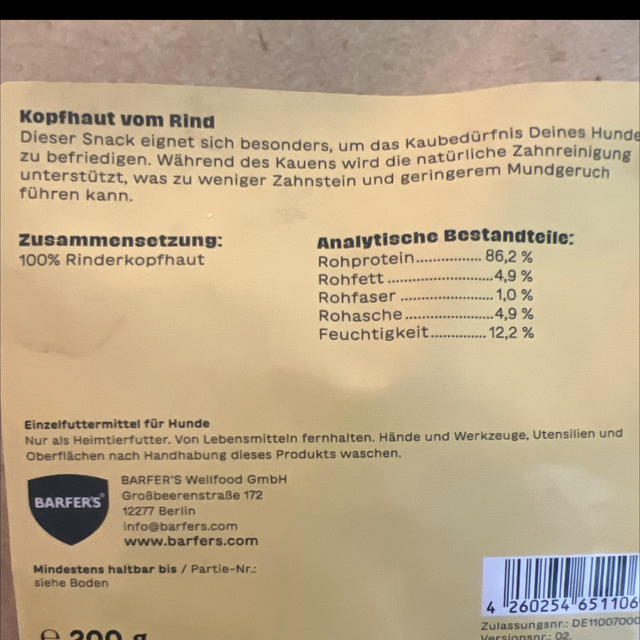 Kopfhaut vom Rind
Dieser Snack eignet sich besonders, um das Kaubedürfnis Deines Hunde
zu befriedigen. Während des Kauens wird die natürliche Zahnreinigung
unterstützt, was zu weniger Zahnstein und geringerem Mundgeruch
führen kann.
Zusammensetzung:
100% Rinderkopfhaut
Analytische Bestandteile:
Rohprotein................ 86,2 %
Rohfett..........................4,9 %
Rohfaser ...................... 1,0 %
Rohasche.....................4,9 %
Feuchtigkeit.............. 12,2 %
Einzelfuttermittel für Hunde
Nur als Heimtierfutter. Von Lebensmitteln fernhalten. Hände und Werkzeuge, Utensilien und
Oberflächen nach Handhabung dieses Produkts waschen.
BARFER'S®
BARFER'S Wellfood GmbH
Großbeerenstraße 172
12277 Berlin
info@barfers.com
www.barfers.com
Mindestens haltbar bis / Partie-Nr.:
siehe Boden
4 260254 651106
Zulassungsnr.: DE11007000
Versionsnr.: 02.
℮ 200 g